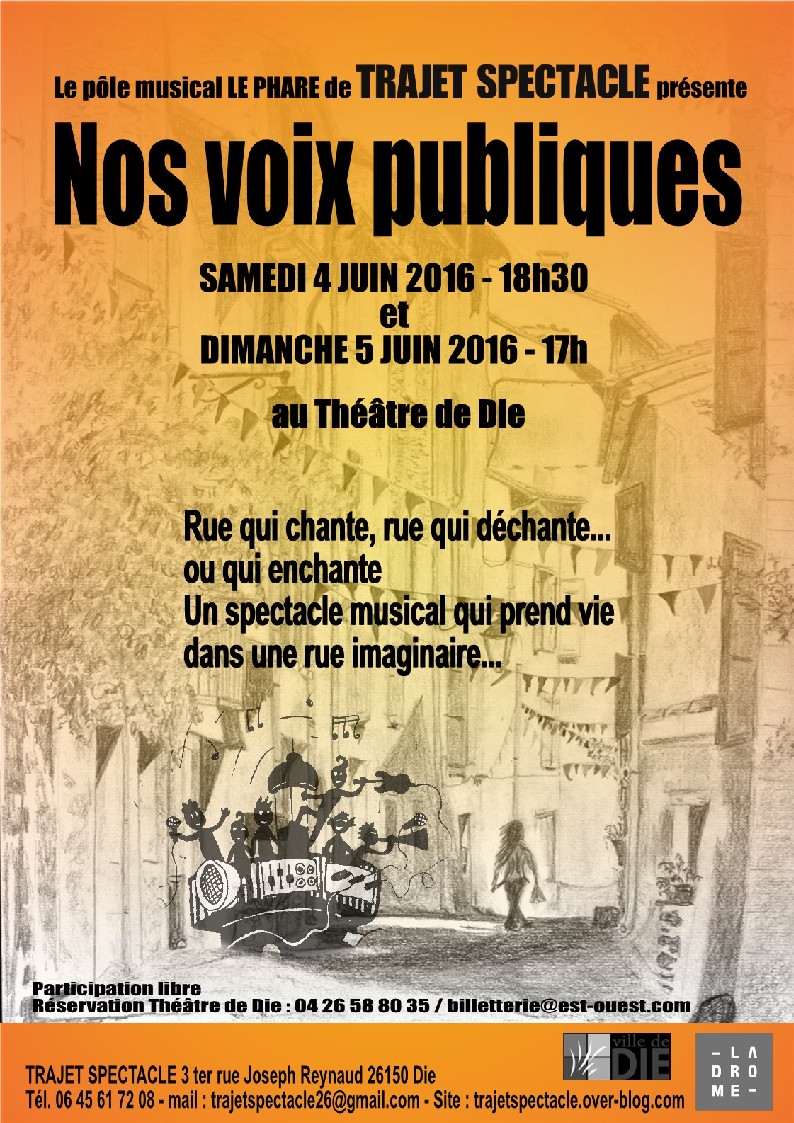 Le pôle musical LE PHARE de TRAJET SPECTACLE présente
Nos voix publiques
SAMEDI 4 JUIN 2016 - 18h30
et
DIMANCHE 5 JUIN 2016 - 17h
au Théâtre de DIe
Rue qui chante, rue qui déchante...
ou qui enchante
Un spectacle musical qui prend vie
dans une rue imaginaire...
Participation libre
Réservation Théâtre de Die : 04 26 58 80 35 / billetterie@est-ouest.com
ville de
DIE
TRAJET SPECTACLE 3 ter rue Joseph Reynaud 26150 Die
Tél. 06 45 61 72 08 - mail : trajetspectacle26@gmail.com - Site : trajetspectacle.over-blog.com
– L A
D R O
M E –